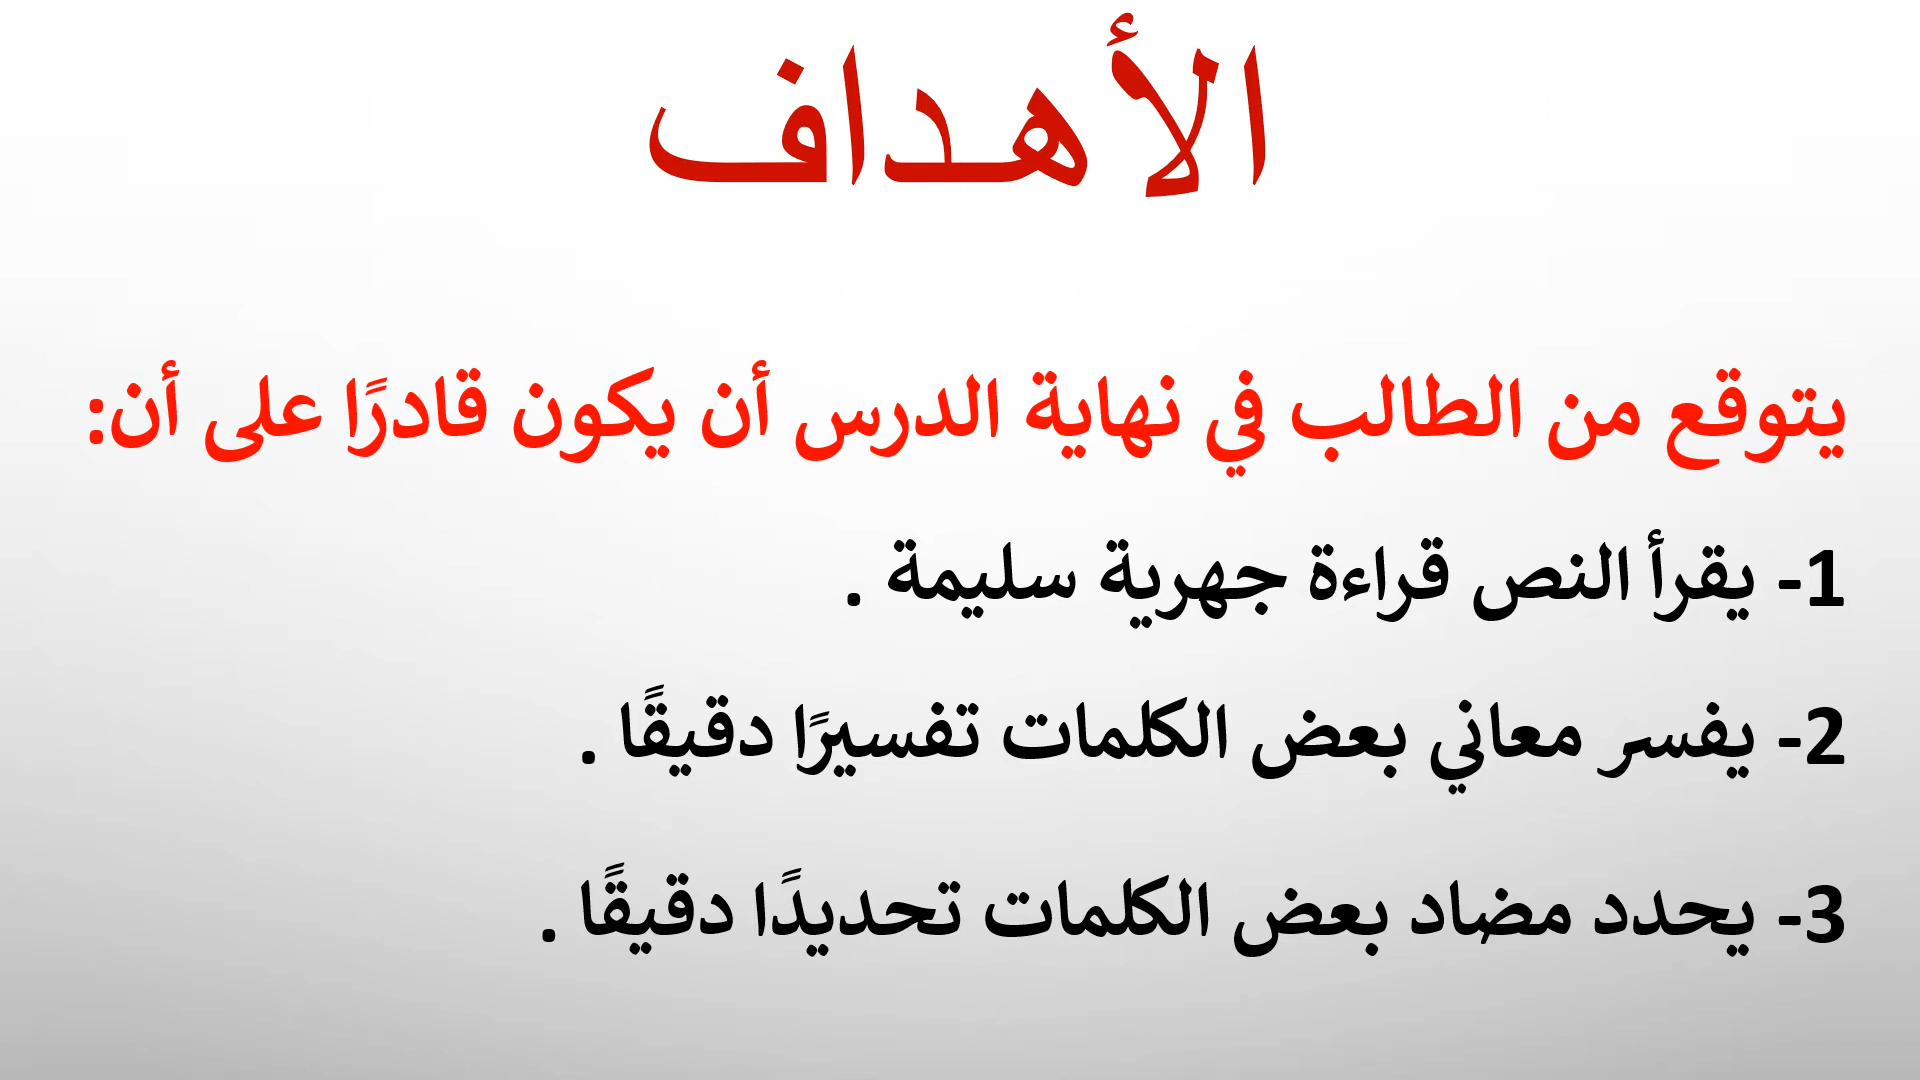 الأهداف
يتوقع من الطالب في نهاية الدرس أن يكون قادرًا على أن:
1- يقرأ النص قراءة جهرية سليمة .
2- يفسر معاني بعض الكلمات تفسيرًا دقيقًا .
3- يحدد مضاد بعض الكلمات تحديدًا دقيقًا .